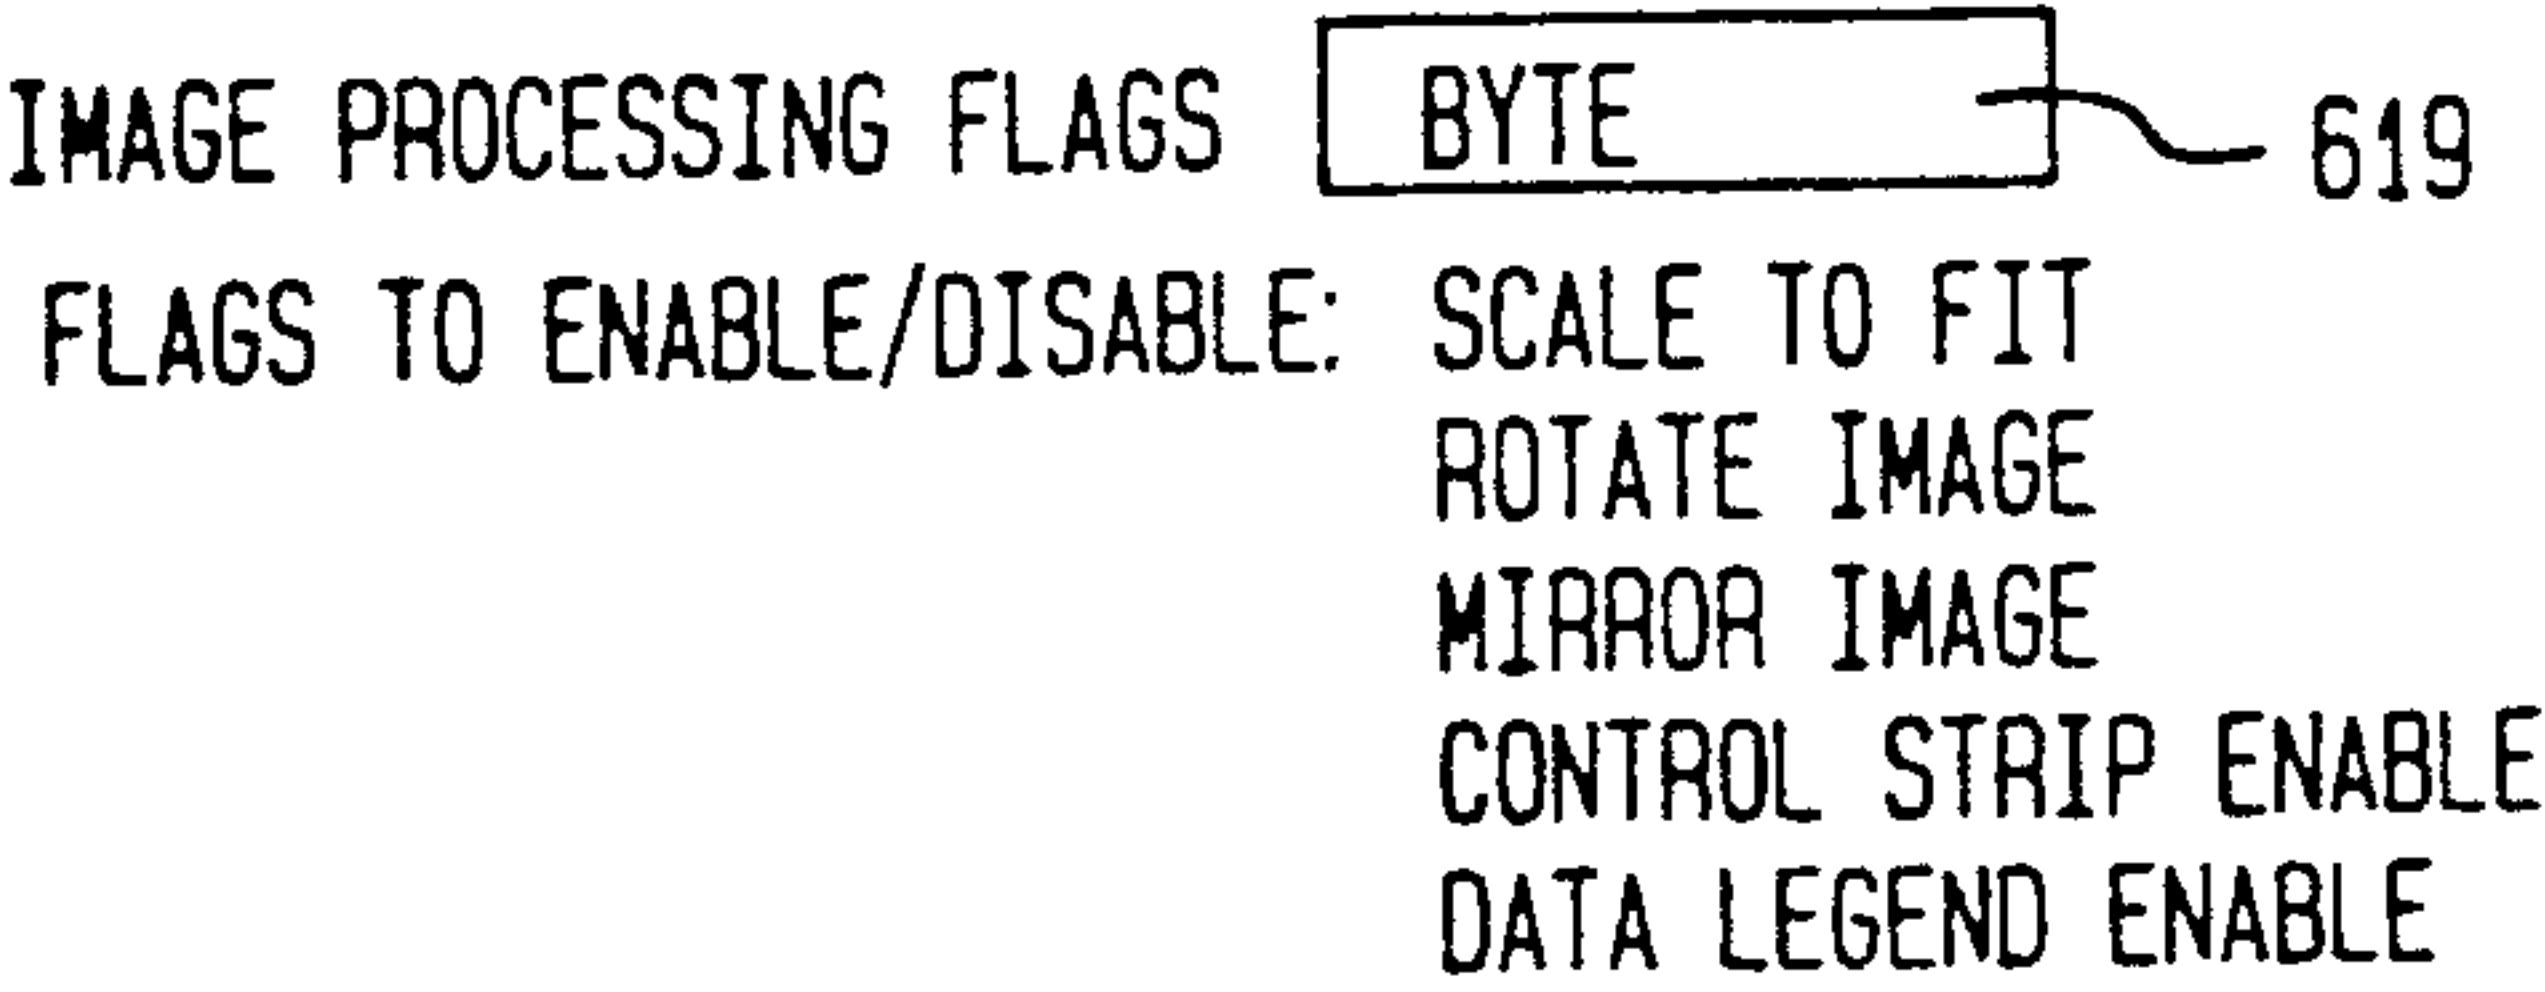 IMAGE PROCESSING FLAGS BYTE 619
FLAGS TO ENABLE/DISABLE: SCALE TO FIT
ROTATE IMAGE
MIRROR IMAGE
CONTROL STRIP ENABLE
DATA LEGEND ENABLE